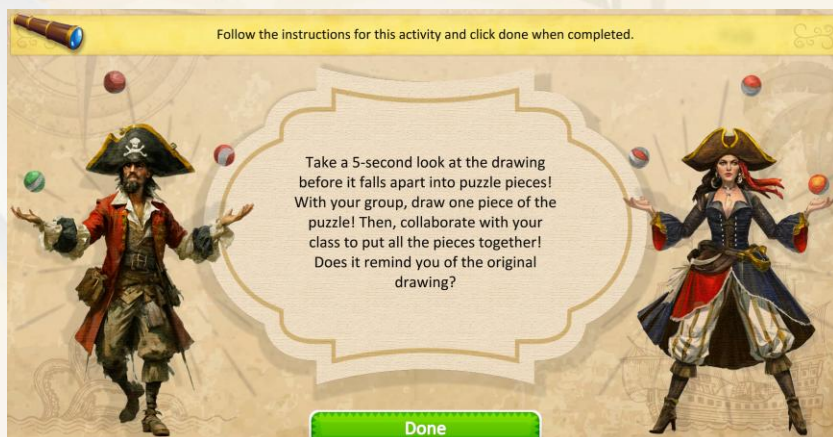 Follow the instructions for this activity and click done when completed.
Take a 5-second look at the drawing
before it falls apart into puzzle pieces!
With your group, draw one piece of the
puzzle! Then, collaborate with your
class to put all the pieces together!
Does it remind you of the original
drawing?
Done